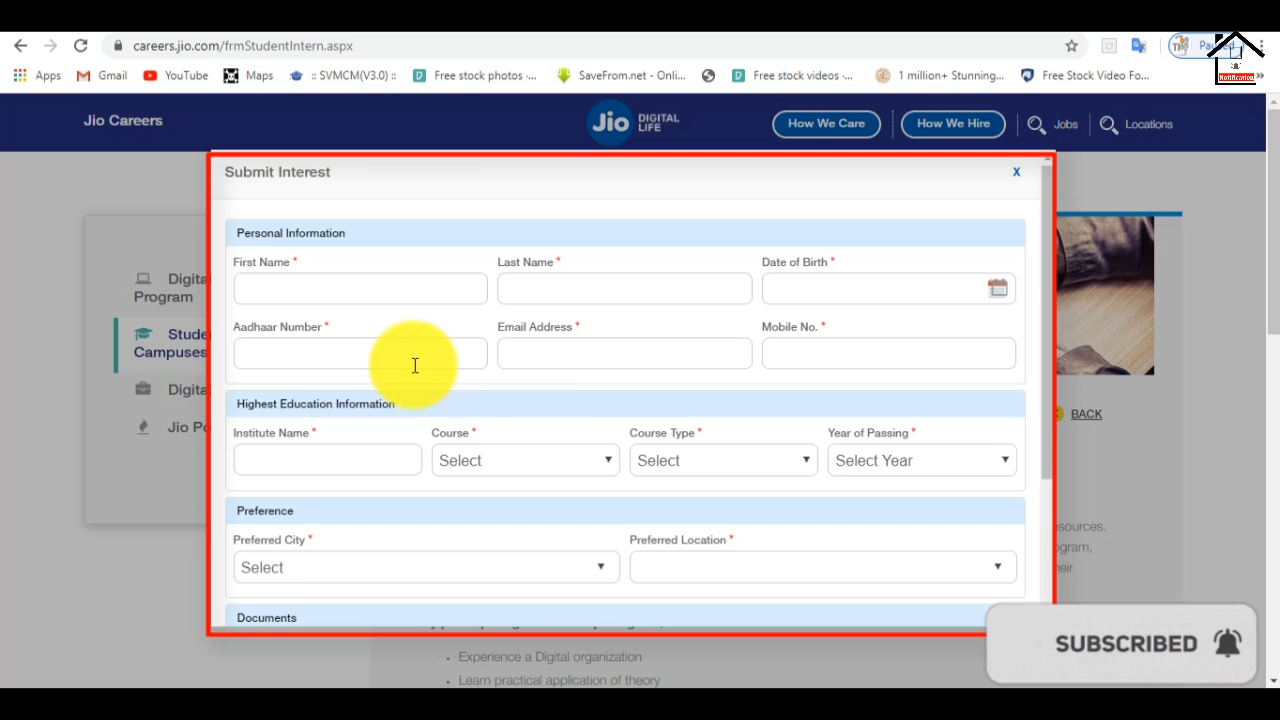 careers.jio.com/frmStudentIntern.aspx
Apps Gmail YouTube Maps :: SVMCM(V3.0) :: Free stock photos -... SaveFrom.net - Onli... Free stock videos -... 1 million+ Stunning... Free Stock Video Fo... »
Notification
Jio Careers Jio DIGITAL LIFE How We Care How We Hire Jobs Locations
Submit Interest X
Personal Information
First Name * Last Name * Date of Birth *
Aadhaar Number * Email Address * Mobile No. *
Highest Education Information
Institute Name * Course * Course Type * Year of Passing *
Select Select Select Year
Preference
Preferred City * Preferred Location *
Select
Documents
Digita
Program
Stude
Campuses
Digita
Jio Po
BACK
sources.
gram,
their
SUBSCRIBED
Experience a Digital organization
Learn practical application of theory